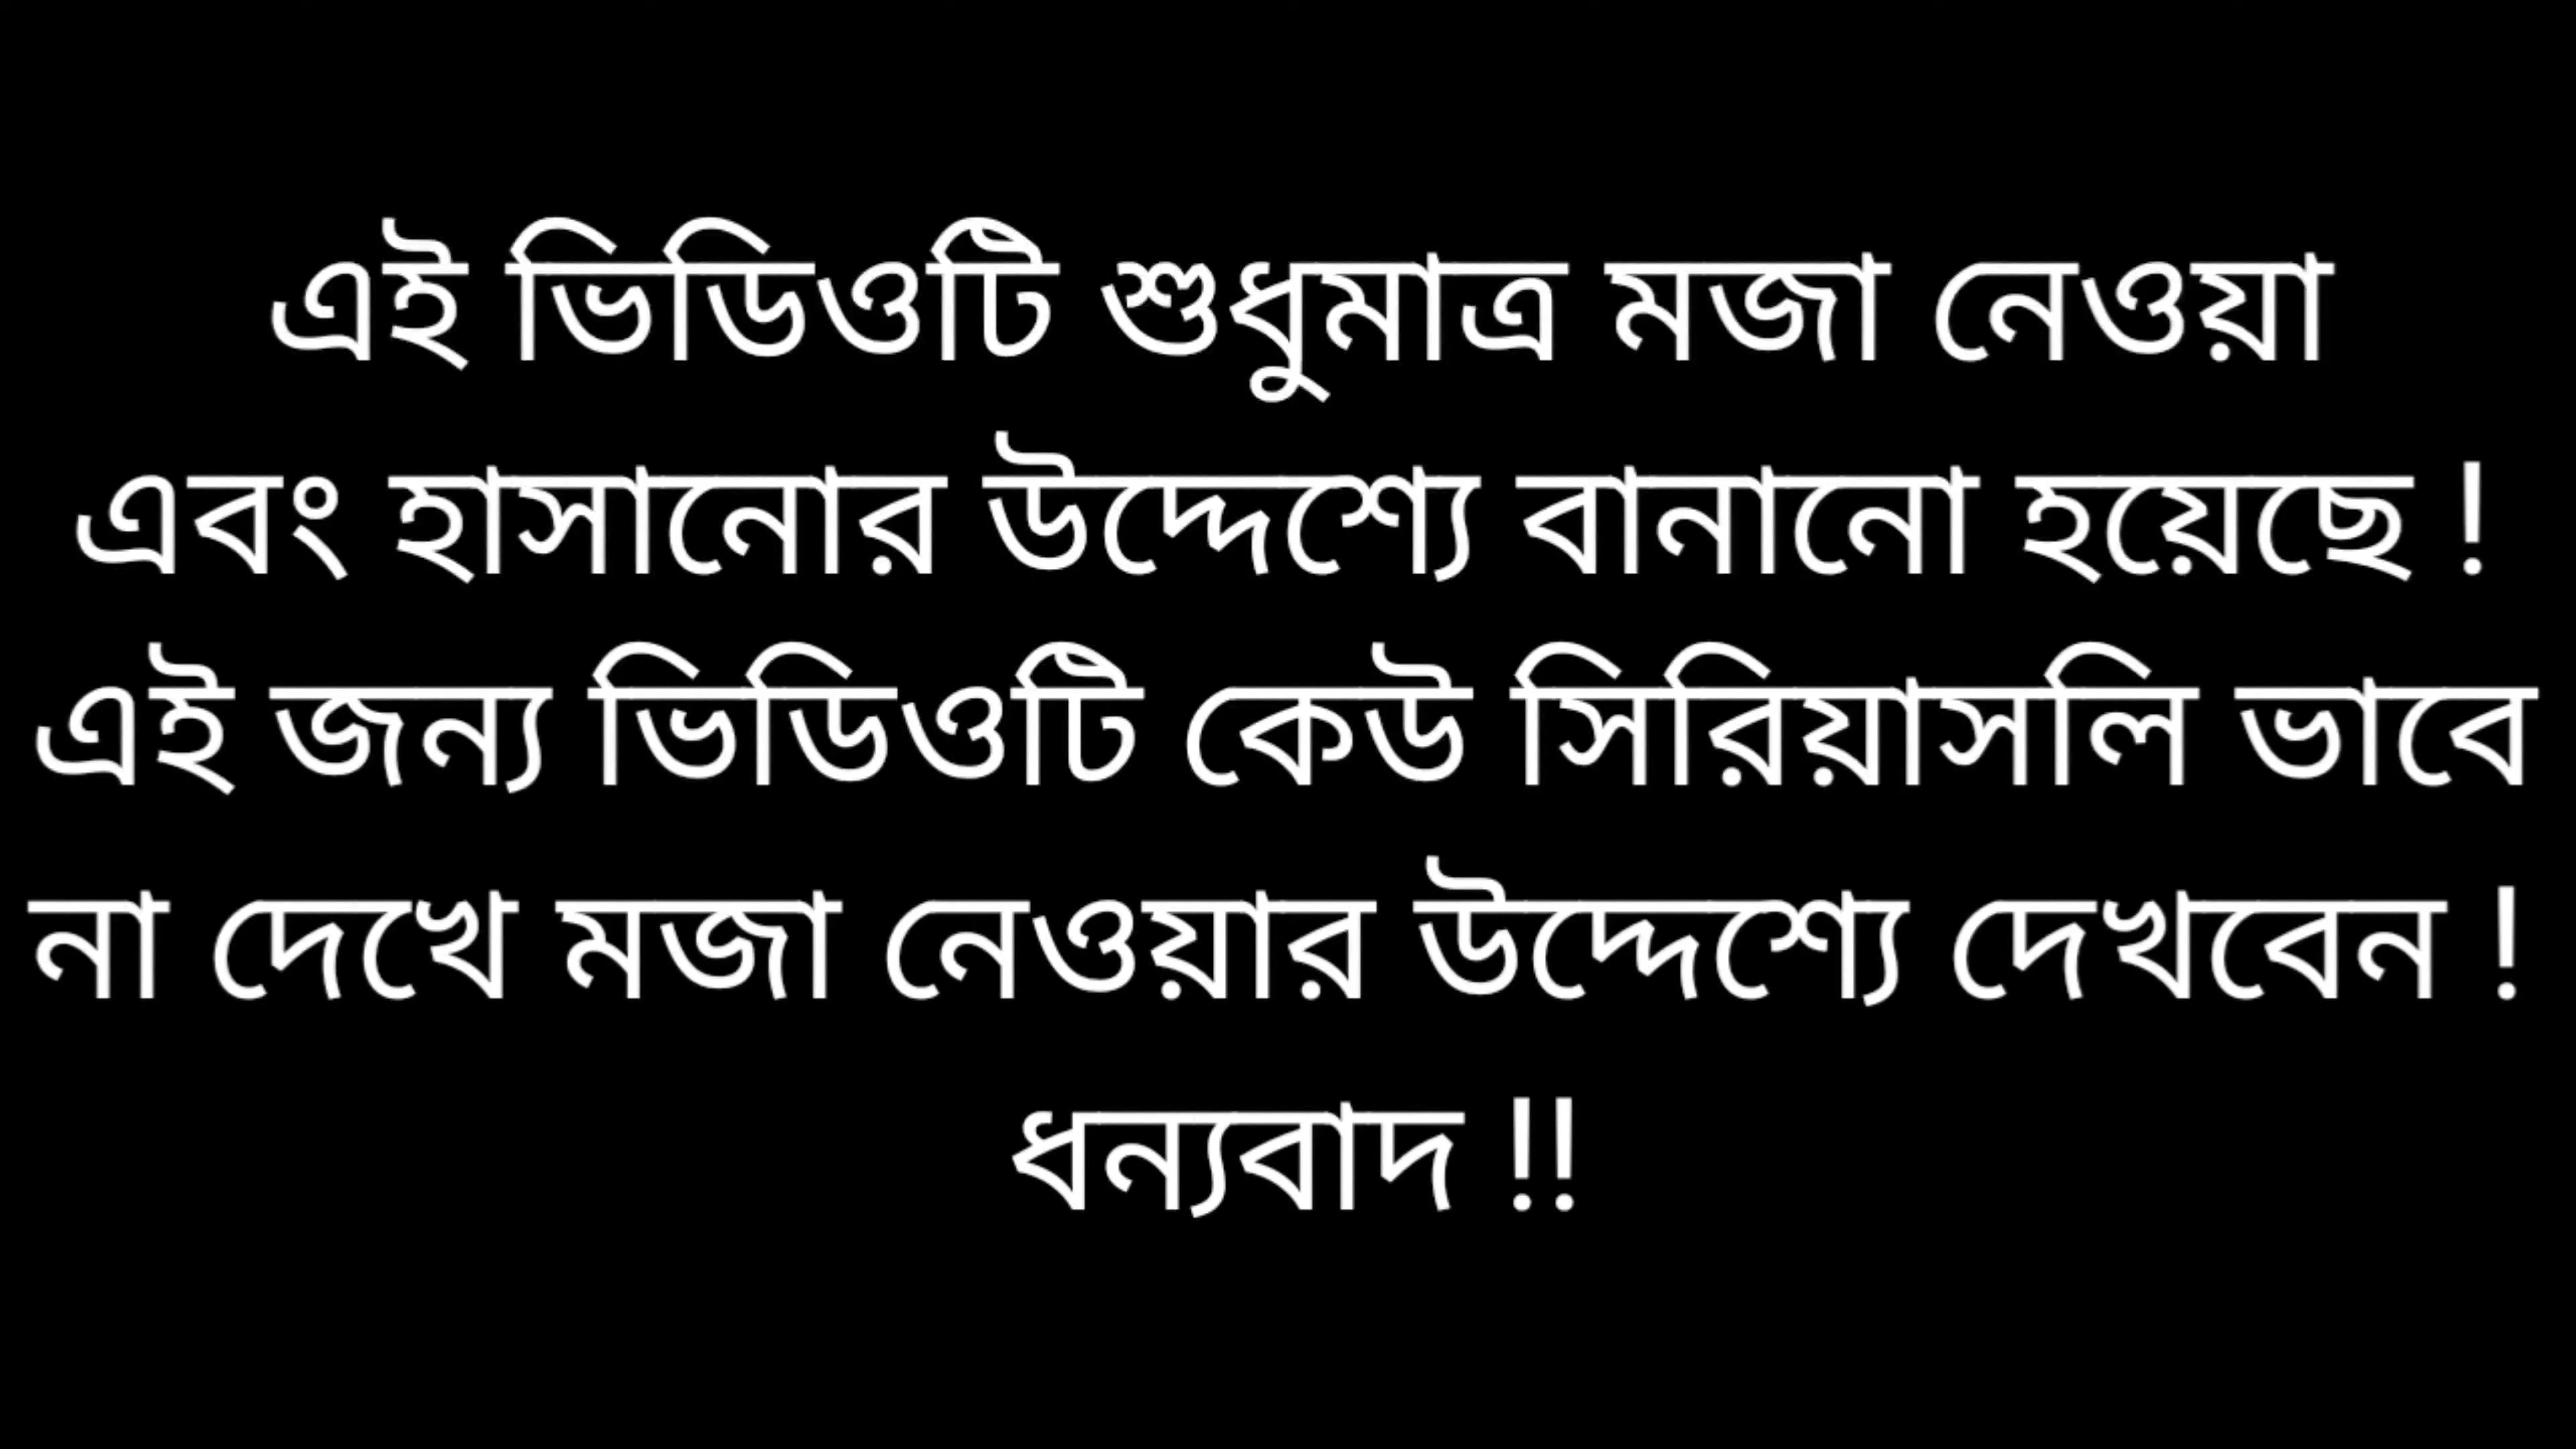 এই ভিডিওটি শুধুমাত্র মজা নেওয়া
এবং হাসানোর উদ্দেশ্যে বানানো হয়েছে !
এই জন্য ভিডিওটি কেউ সিরিয়াসলি ভাবে
না দেখে মজা নেওয়ার উদ্দেশ্যে দেখবেন !
ধন্যবাদ !!